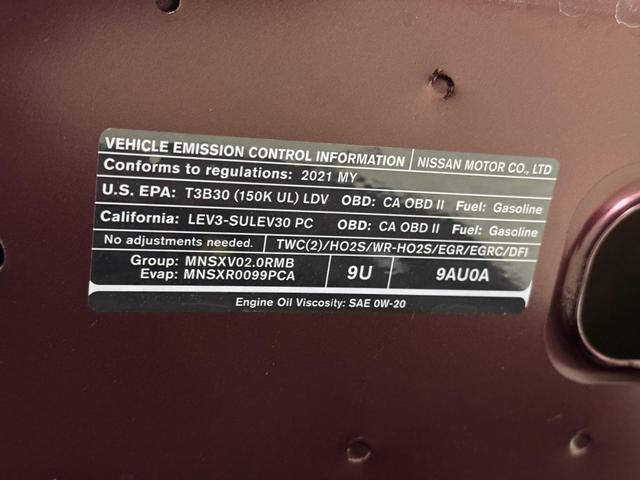 VEHICLE EMISSION CONTROL INFORMATION NISSAN MOTOR CO., LTD
Conforms to regulations: 2021 MY
U.S. EPA: T3B30 (150K UL) LDV OBD: CA OBD II Fuel: Gasoline
California: LEV3-SULEV30 PC OBD: CA OBD II Fuel: Gasoline
No adjustments needed. TWC(2)/HO2S/WR-HO2S/EGR/EGRC/DFI
Group: MNSXV02.0RMB 9U 9AU0A
Evap: MNSXR0099PCA
Engine Oil Viscosity: SAE 0W-20